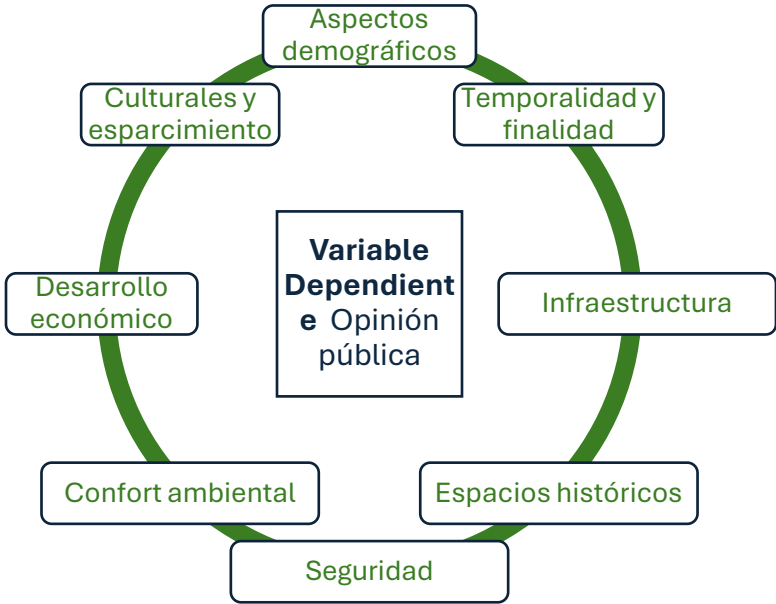 Aspectos
demográficos
Temporalidad y
finalidad
Infraestructura
Espacios históricos
Seguridad
Confort ambiental
Desarrollo
económico
Culturales y
esparcimiento
Variable
Dependient
e Opinión
pública